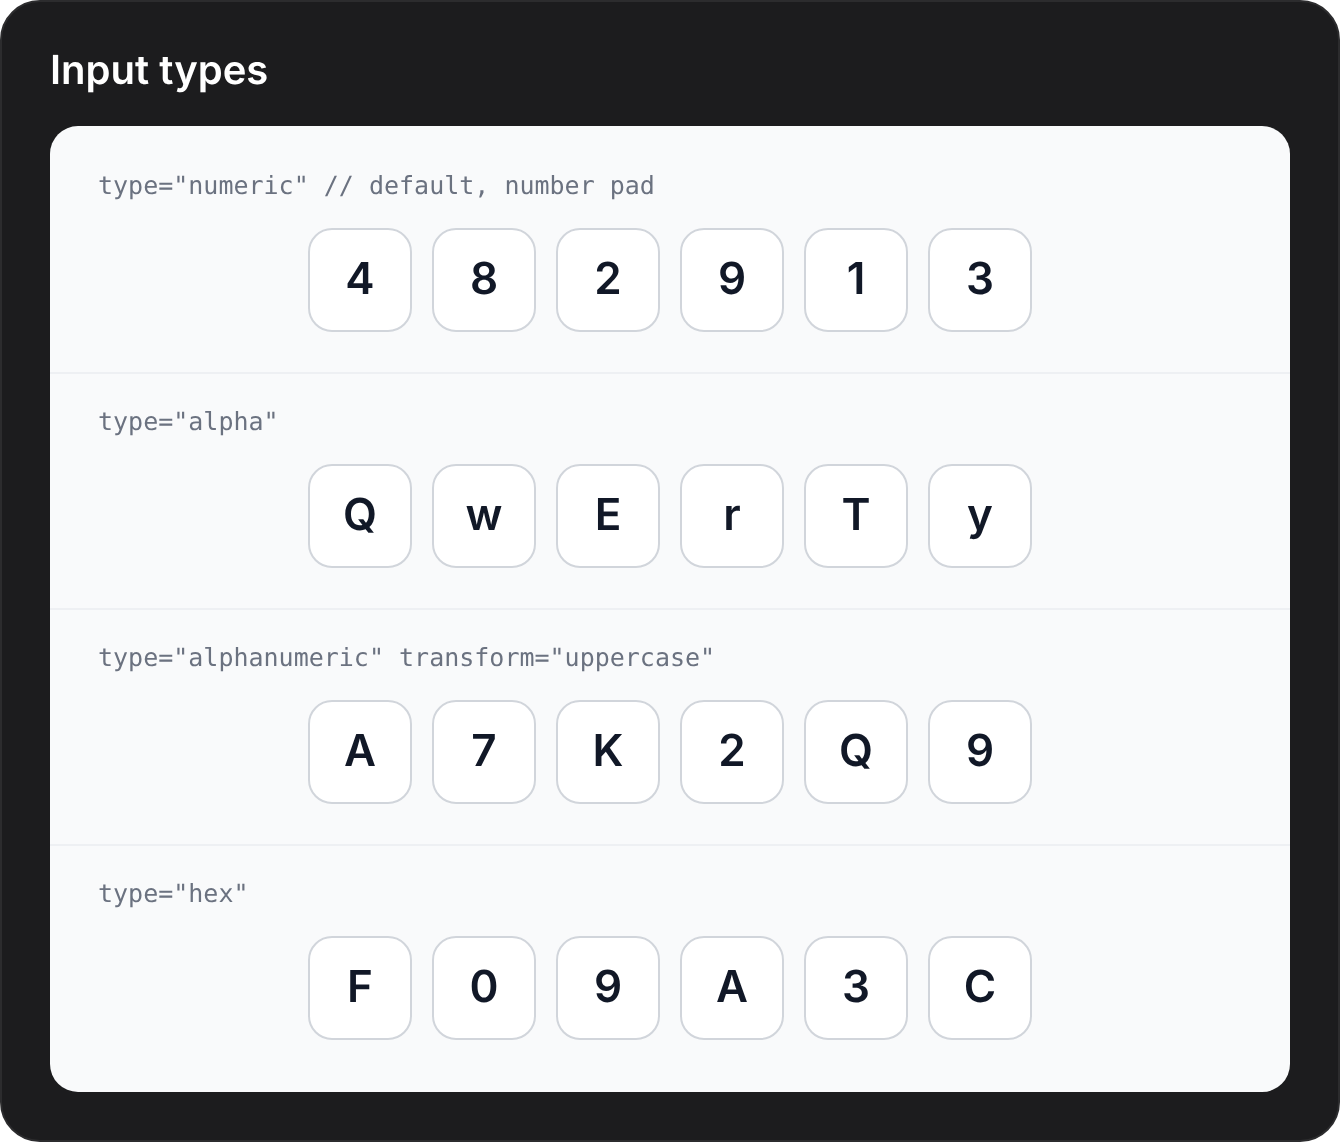 Input types
type="numeric" // default, number pad
4 8 2 9 1 3
type="alpha"
Q w E r T y
type="alphanumeric" transform="uppercase"
A 7 K 2 Q 9
type="hex"
F 0 9 A 3 C